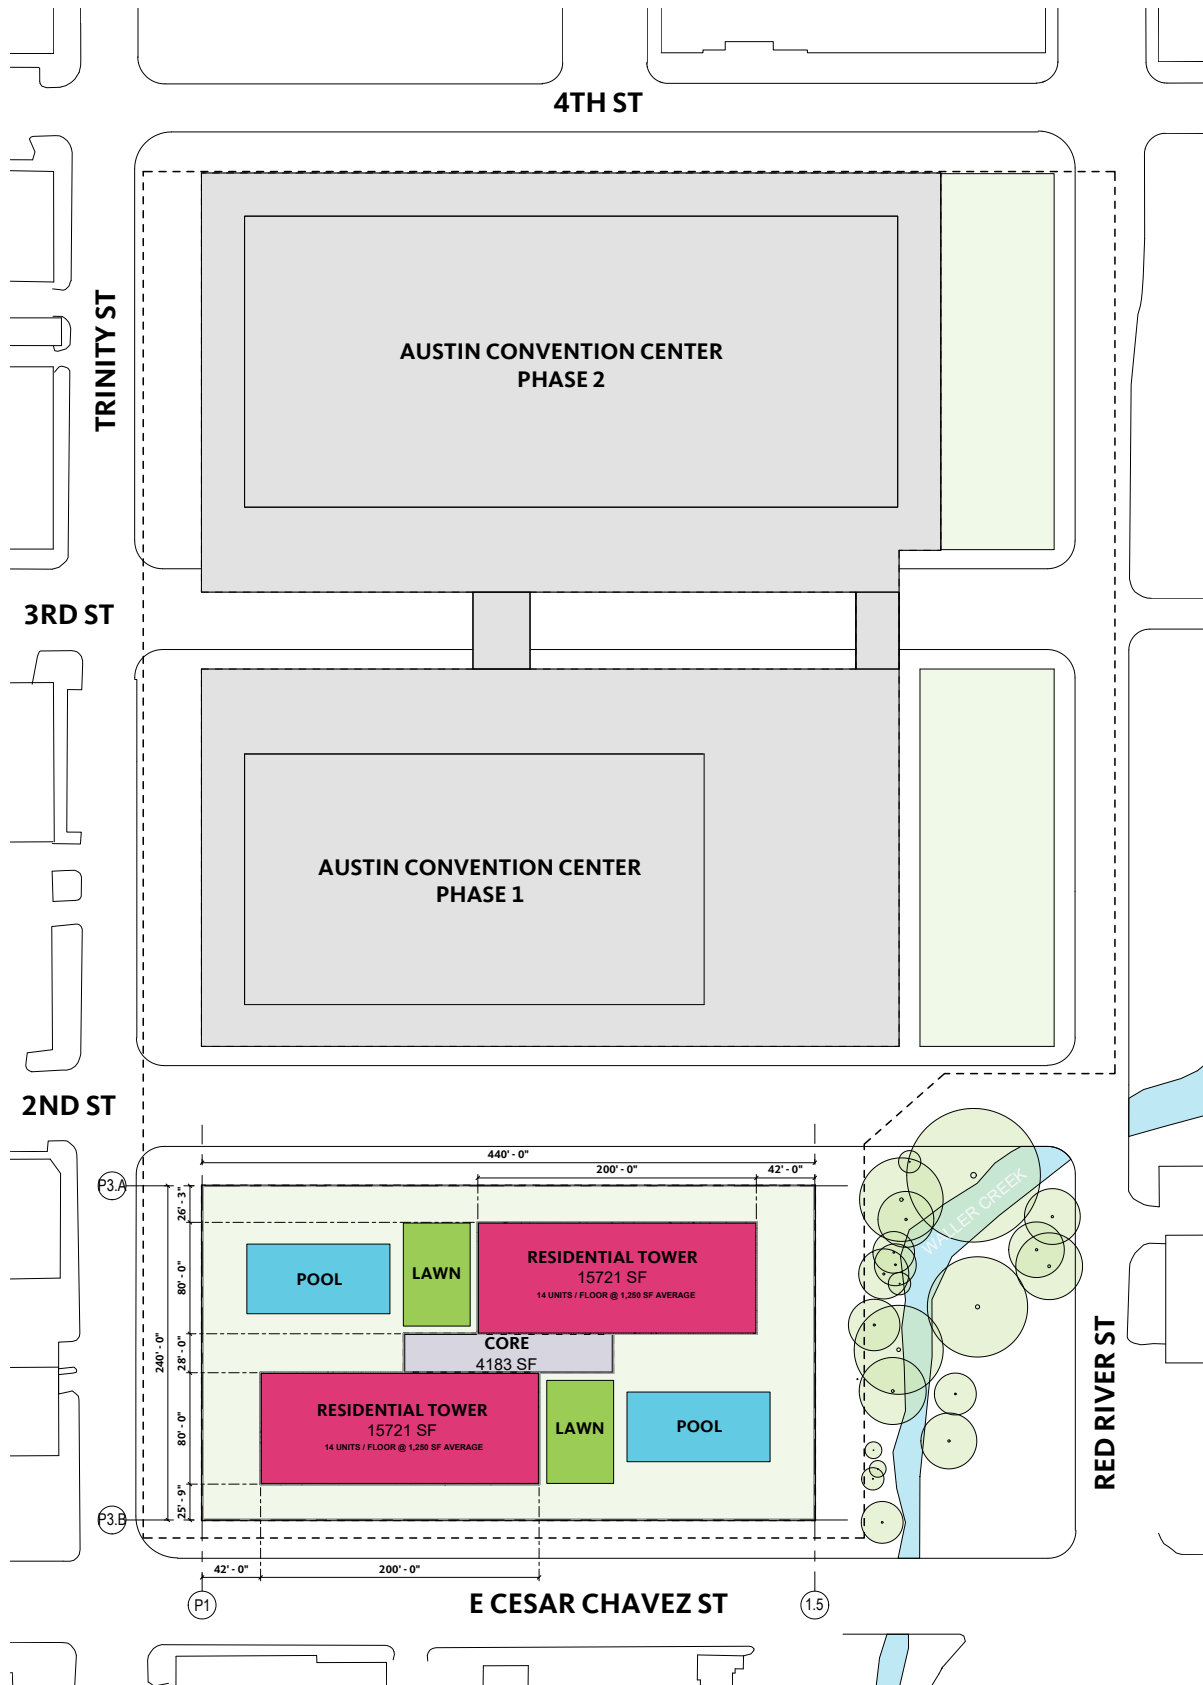 4TH ST
TRINITY ST
AUSTIN CONVENTION CENTER
PHASE 2
3RD ST
AUSTIN CONVENTION CENTER
PHASE 1
2ND ST
440' - 0"
200' - 0"
42' - 0"
P3.A
26' - 3"
80' - 0"
28' - 0"
80' - 0"
25' - 9"
240' - 0"
POOL
LAWN
RESIDENTIAL TOWER
15721 SF
14 UNITS / FLOOR @ 1,250 SF AVERAGE
CORE
4183 SF
RESIDENTIAL TOWER
15721 SF
14 UNITS / FLOOR @ 1,250 SF AVERAGE
LAWN
POOL
WALLER CREEK
RED RIVER ST
P3.B
42' - 0"
200' - 0"
P1
E CESAR CHAVEZ ST
1.5